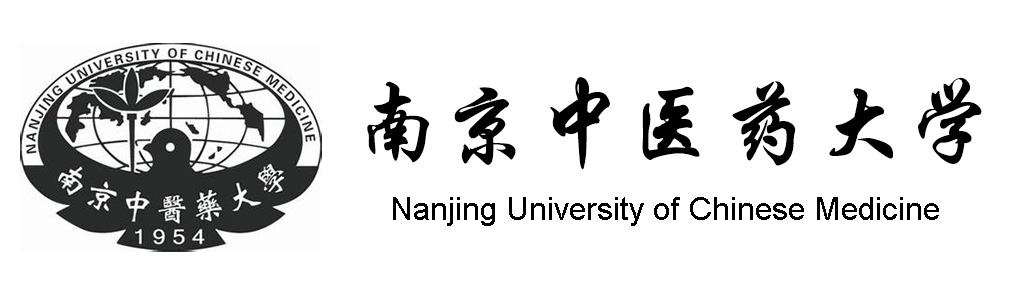 NANJING UNIVERSITY OF CHINESE MEDICINE
南京中醫藥大學
1954
南京中医药大学
Nanjing University of Chinese Medicine